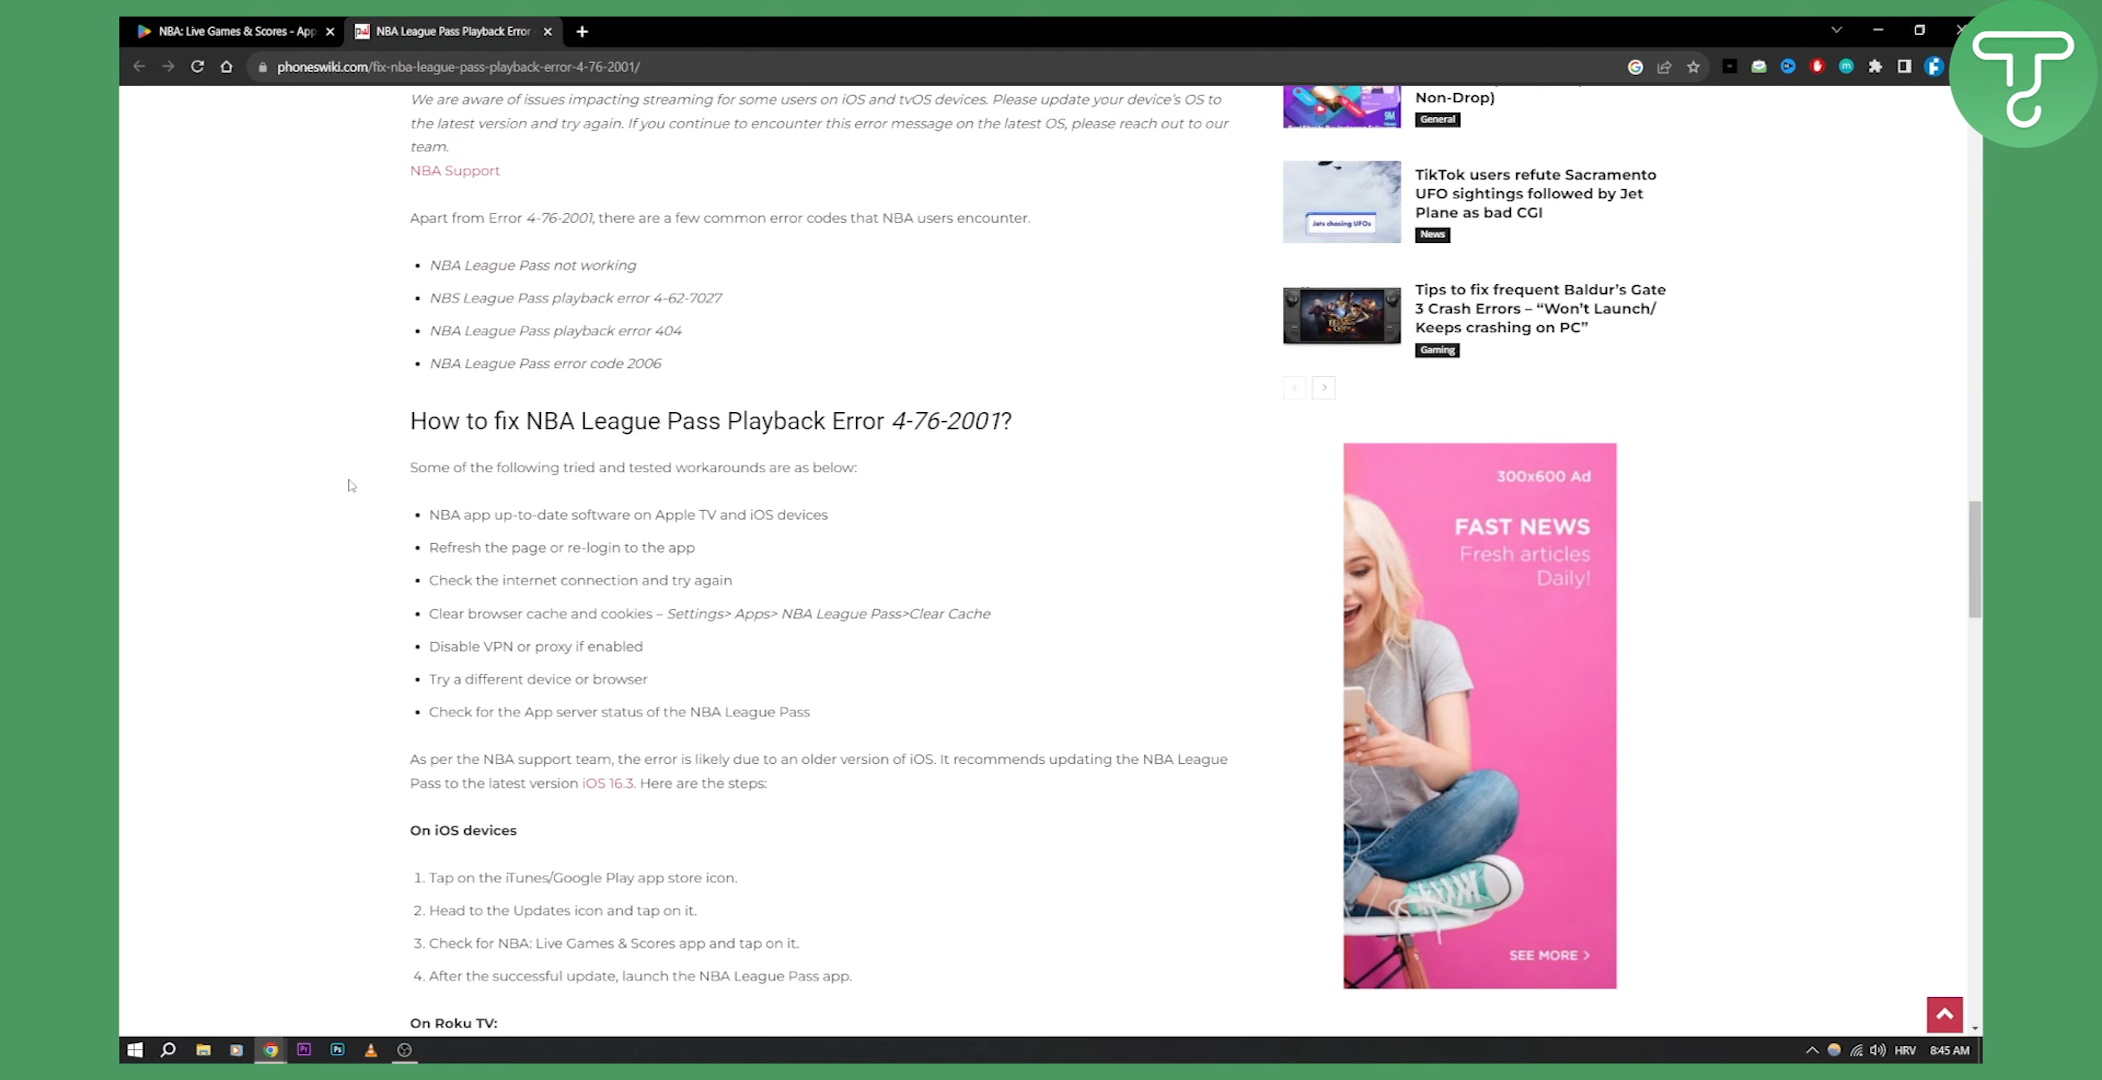 NBA: Live Games & Scores - App
NBA League Pass Playback Error
phoneswiki.com/fix-nba-league-pass-playback-error-4-76-2001/
We are aware of issues impacting streaming for some users on iOS and tvOS devices. Please update your device's OS to
the latest version and try again. If you continue to encounter this error message on the latest OS, please reach out to our
team.
NBA Support
Apart from Error 4-76-2001, there are a few common error codes that NBA users encounter.
• NBA League Pass not working
• NBS League Pass playback error 4-62-7027
• NBA League Pass playback error 404
• NBA League Pass error code 2006
How to fix NBA League Pass Playback Error 4-76-2001?
Some of the following tried and tested workarounds are as below:
• NBA app up-to-date software on Apple TV and iOS devices
• Refresh the page or re-login to the app
• Check the internet connection and try again
• Clear browser cache and cookies – Settings> Apps> NBA League Pass>Clear Cache
• Disable VPN or proxy if enabled
• Try a different device or browser
• Check for the App server status of the NBA League Pass
As per the NBA support team, the error is likely due to an older version of iOS. It recommends updating the NBA League
Pass to the latest version iOS 16.3. Here are the steps:
On iOS devices
1. Tap on the iTunes/Google Play app store icon.
2. Head to the Updates icon and tap on it.
3. Check for NBA: Live Games & Scores app and tap on it.
4. After the successful update, launch the NBA League Pass app.
On Roku TV:
Non-Drop)
General
9M
Jets chasing UFOs
TikTok users refute Sacramento
UFO sightings followed by Jet
Plane as bad CGI
News
Tips to fix frequent Baldur's Gate
3 Crash Errors – “Won't Launch/
Keeps crashing on PC”
Gaming
300x600 Ad
FAST NEWS
Fresh articles
Daily!
SEE MORE >
HRV
8:45 AM